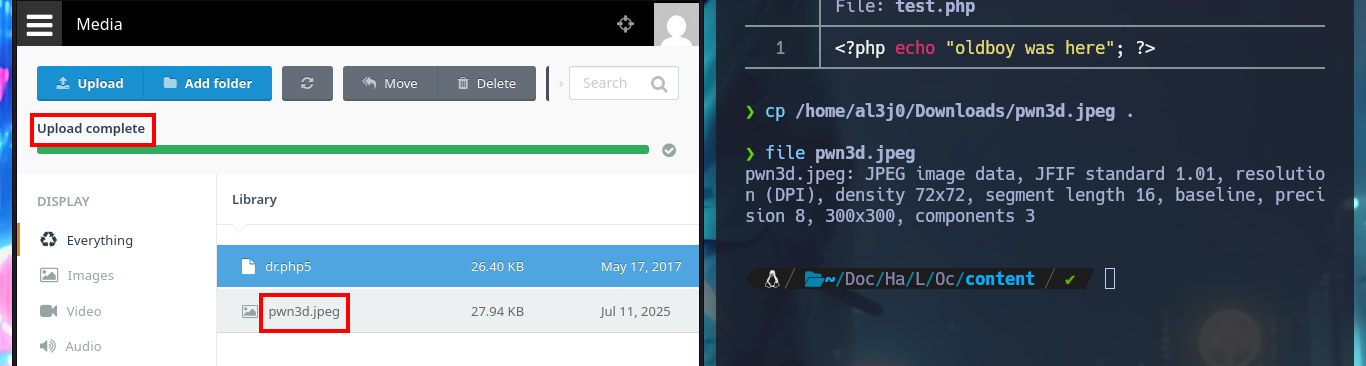 Media
Upload
Add folder
Move
Delete
Search
Upload complete
DISPLAY
Everything
Images
Video
Audio
Library
dr.php5 26.40 KB May 17, 2017
pwn3d.jpeg 27.94 KB Jul 11, 2025
File: test.php
1 <?php echo "oldboy was here"; ?>
❯ cp /home/al3j0/Downloads/pwn3d.jpeg .
❯ file pwn3d.jpeg
pwn3d.jpeg: JPEG image data, JFIF standard 1.01, resolutio
n (DPI), density 72x72, segment length 16, baseline, preci
sion 8, 300x300, components 3
~/Doc/Ha/L/Oc/content / ✔